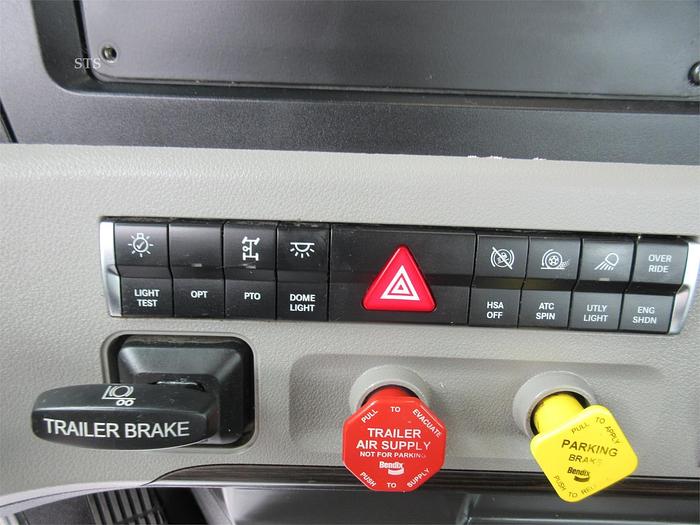 STS
LIGHT
TEST
OPT
PTO
DOME
LIGHT
HSA
OFF
ATC
SPIN
UTLY
LIGHT
OVER
RIDE
ENG
SHDN
TRAILER BRAKE
PULL TO EVACUATE
TRAILER
AIR SUPPLY
NOT FOR PARKING
Bendix
PUSH TO SUPPLY
PULL TO APPLY
PARKING
BRAKE
Bendix
PUSH TO